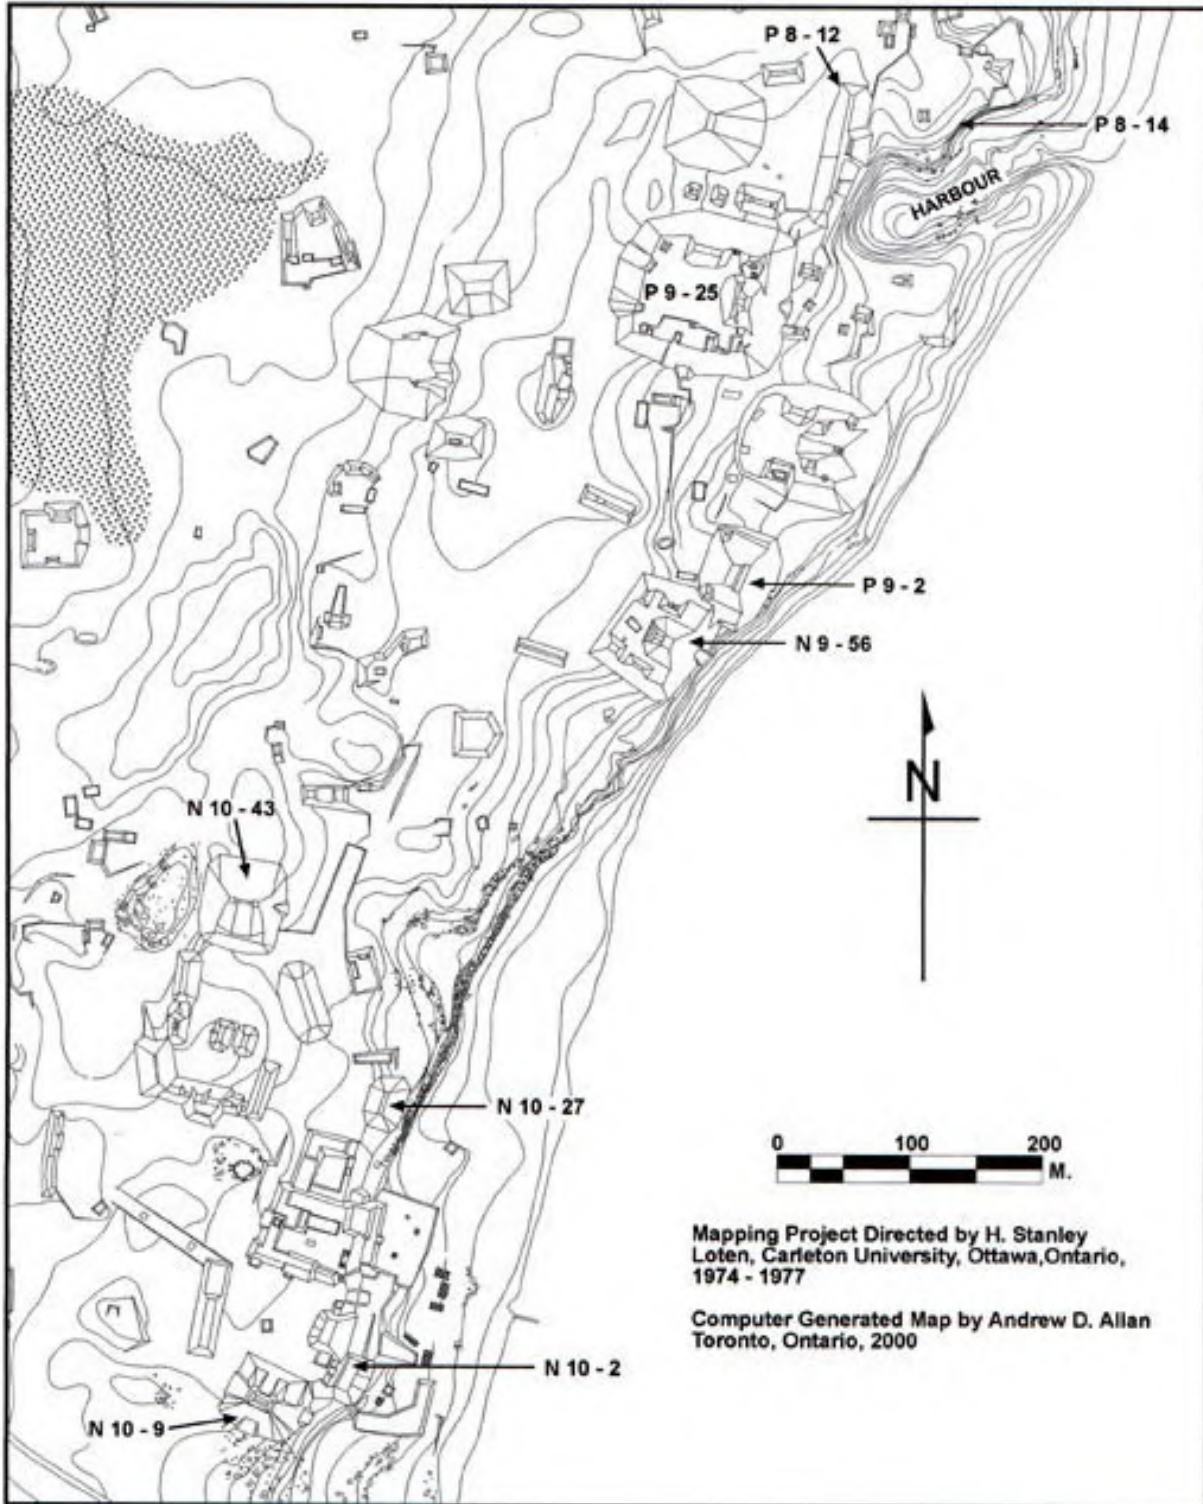 P 8 - 12
P 8 - 14
HARBOUR
P 9 - 25
P 9 - 2
N 9 - 56
N
N 10 - 43
N 10 - 27
0 100 200
M.
Mapping Project Directed by H. Stanley
Loten, Carleton University, Ottawa,Ontario,
1974 - 1977
Computer Generated Map by Andrew D. Allan
Toronto, Ontario, 2000
N 10 - 2
N 10 - 9